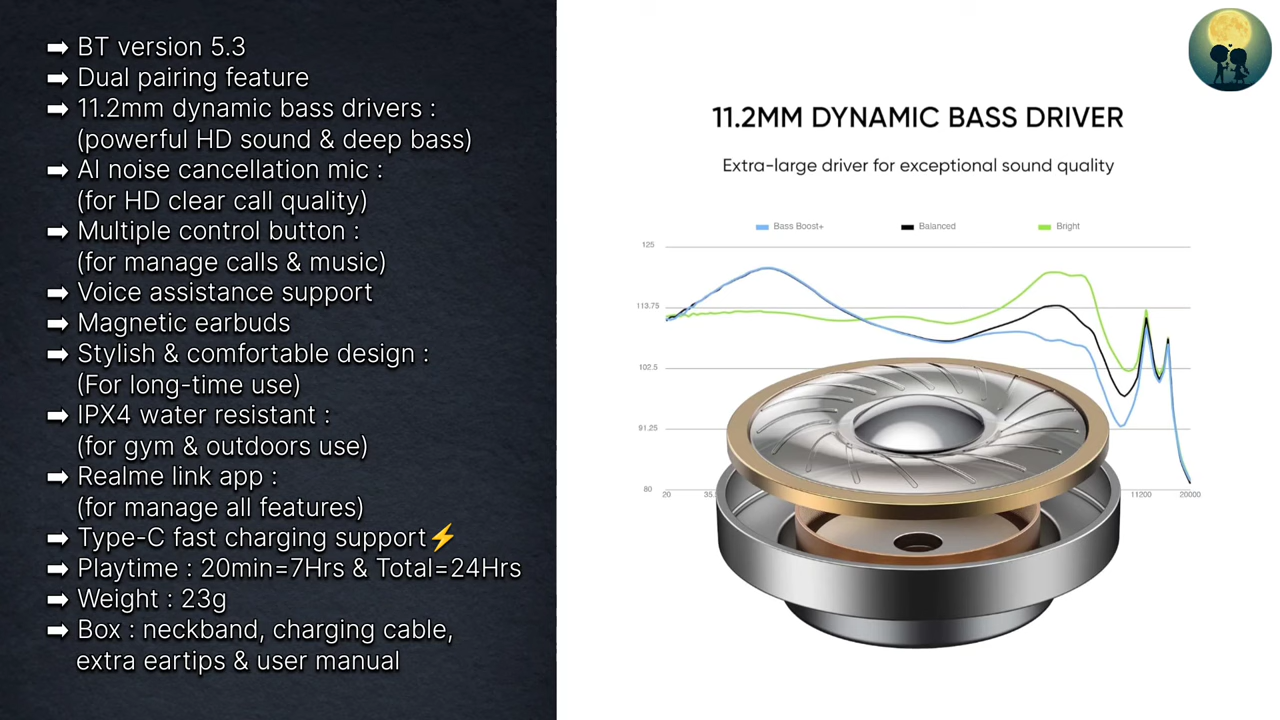 ➡ BT version 5.3
➡ Dual pairing feature
➡ 11.2mm dynamic bass drivers :
(powerful HD sound & deep bass)
➡ AI noise cancellation mic :
(for HD clear call quality)
➡ Multiple control button :
(for manage calls & music)
➡ Voice assistance support
➡ Magnetic earbuds
➡ Stylish & comfortable design :
(For long-time use)
➡ IPX4 water resistant :
(for gym & outdoors use)
➡ Realme link app :
(for manage all features)
➡ Type-C fast charging support⚡
➡ Playtime : 20min=7Hrs & Total=24Hrs
➡ Weight : 23g
➡ Box : neckband, charging cable,
extra eartips & user manual
11.2MM DYNAMIC BASS DRIVER
Extra-large driver for exceptional sound quality
Bass Boost+ Balanced Bright
125
113.75
102.5
91.25
80
20 11200 20000